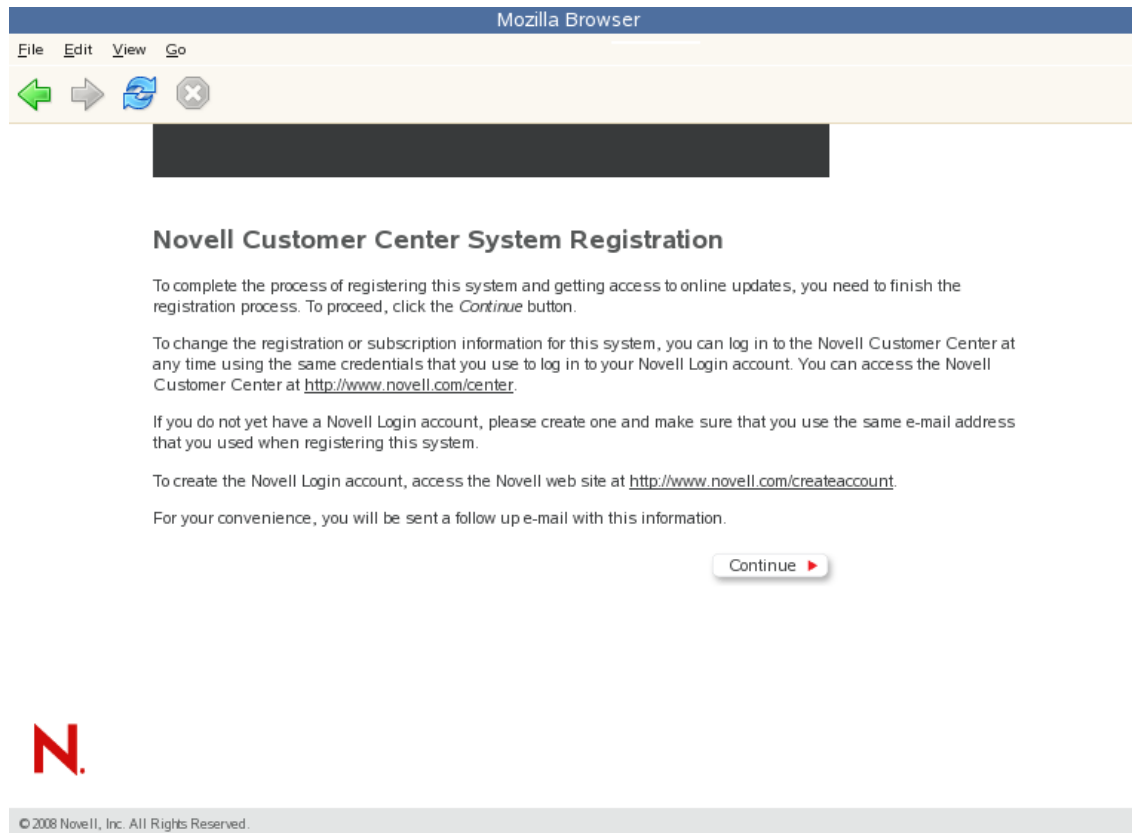 Mozilla Browser
File Edit View Go
Novell Customer Center System Registration
To complete the process of registering this system and getting access to online updates, you need to finish the
registration process. To proceed, click the Continue button.
To change the registration or subscription information for this system, you can log in to the Novell Customer Center at
any time using the same credentials that you use to log in to your Novell Login account. You can access the Novell
Customer Center at http://www.novell.com/center.
If you do not yet have a Novell Login account, please create one and make sure that you use the same e-mail address
that you used when registering this system.
To create the Novell Login account, access the Novell web site at http://www.novell.com/createaccount.
For your convenience, you will be sent a follow up e-mail with this information.
Continue
N.
© 2008 Novell, Inc. All Rights Reserved.